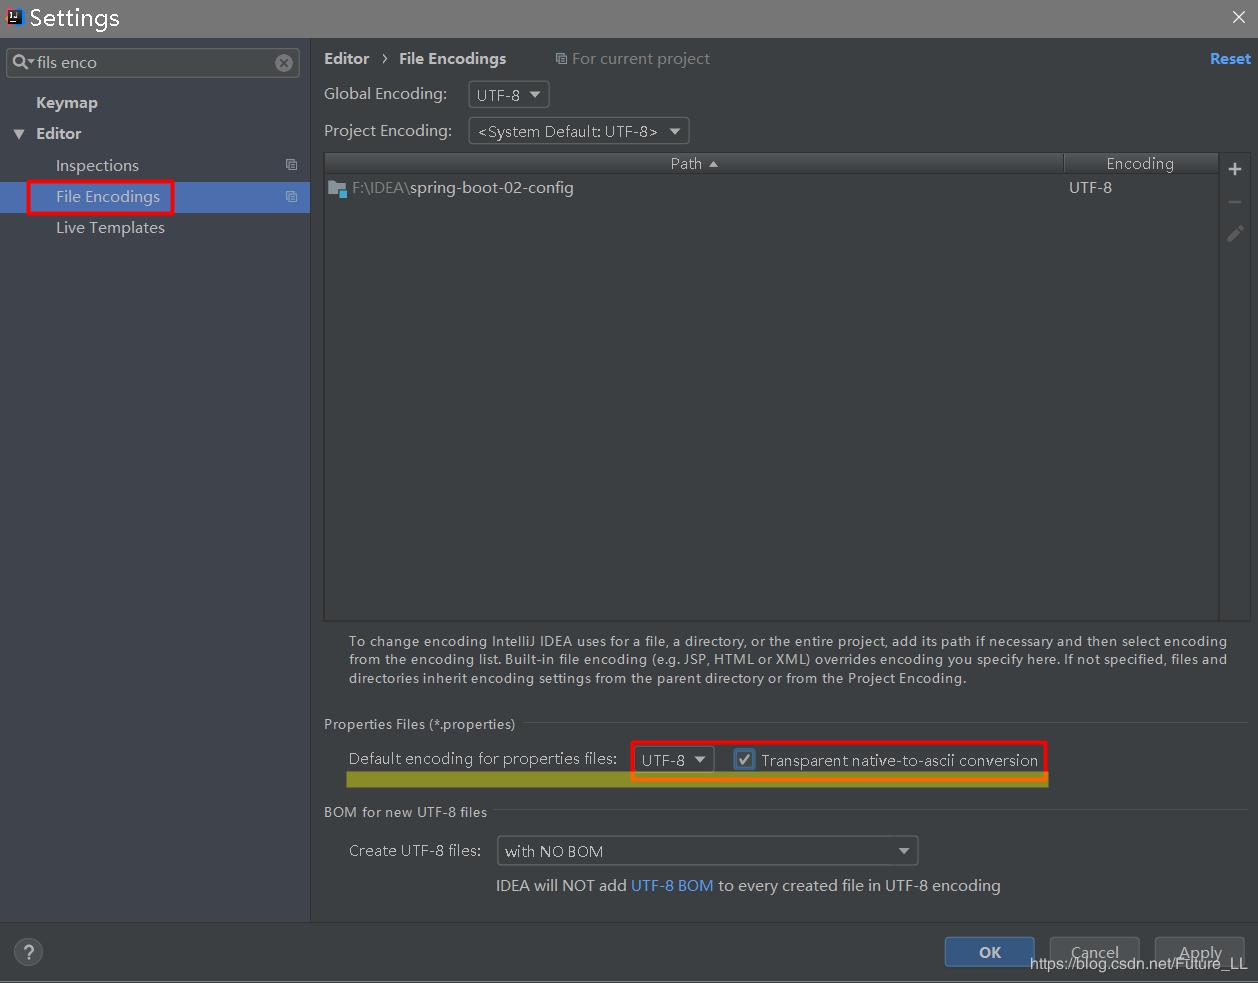 Settings
fils enco
Keymap
Editor
Inspections
File Encodings
Live Templates
Editor › File Encodings
For current project
Reset
Global Encoding: UTF-8
Project Encoding: <System Default: UTF-8>
Path Encoding
F:\IDEA\spring-boot-02-config UTF-8
To change encoding IntelliJ IDEA uses for a file, a directory, or the entire project, add its path if necessary and then select encoding
from the encoding list. Built-in file encoding (e.g. JSP, HTML or XML) overrides encoding you specify here. If not specified, files and
directories inherit encoding settings from the parent directory or from the Project Encoding.
Properties Files (*.properties)
Default encoding for properties files: UTF-8 Transparent native-to-ascii conversion
BOM for new UTF-8 files
Create UTF-8 files: with NO BOM
IDEA will NOT add UTF-8 BOM to every created file in UTF-8 encoding
?
OK Cancel Apply
https://blog.csdn.net/Future_LL